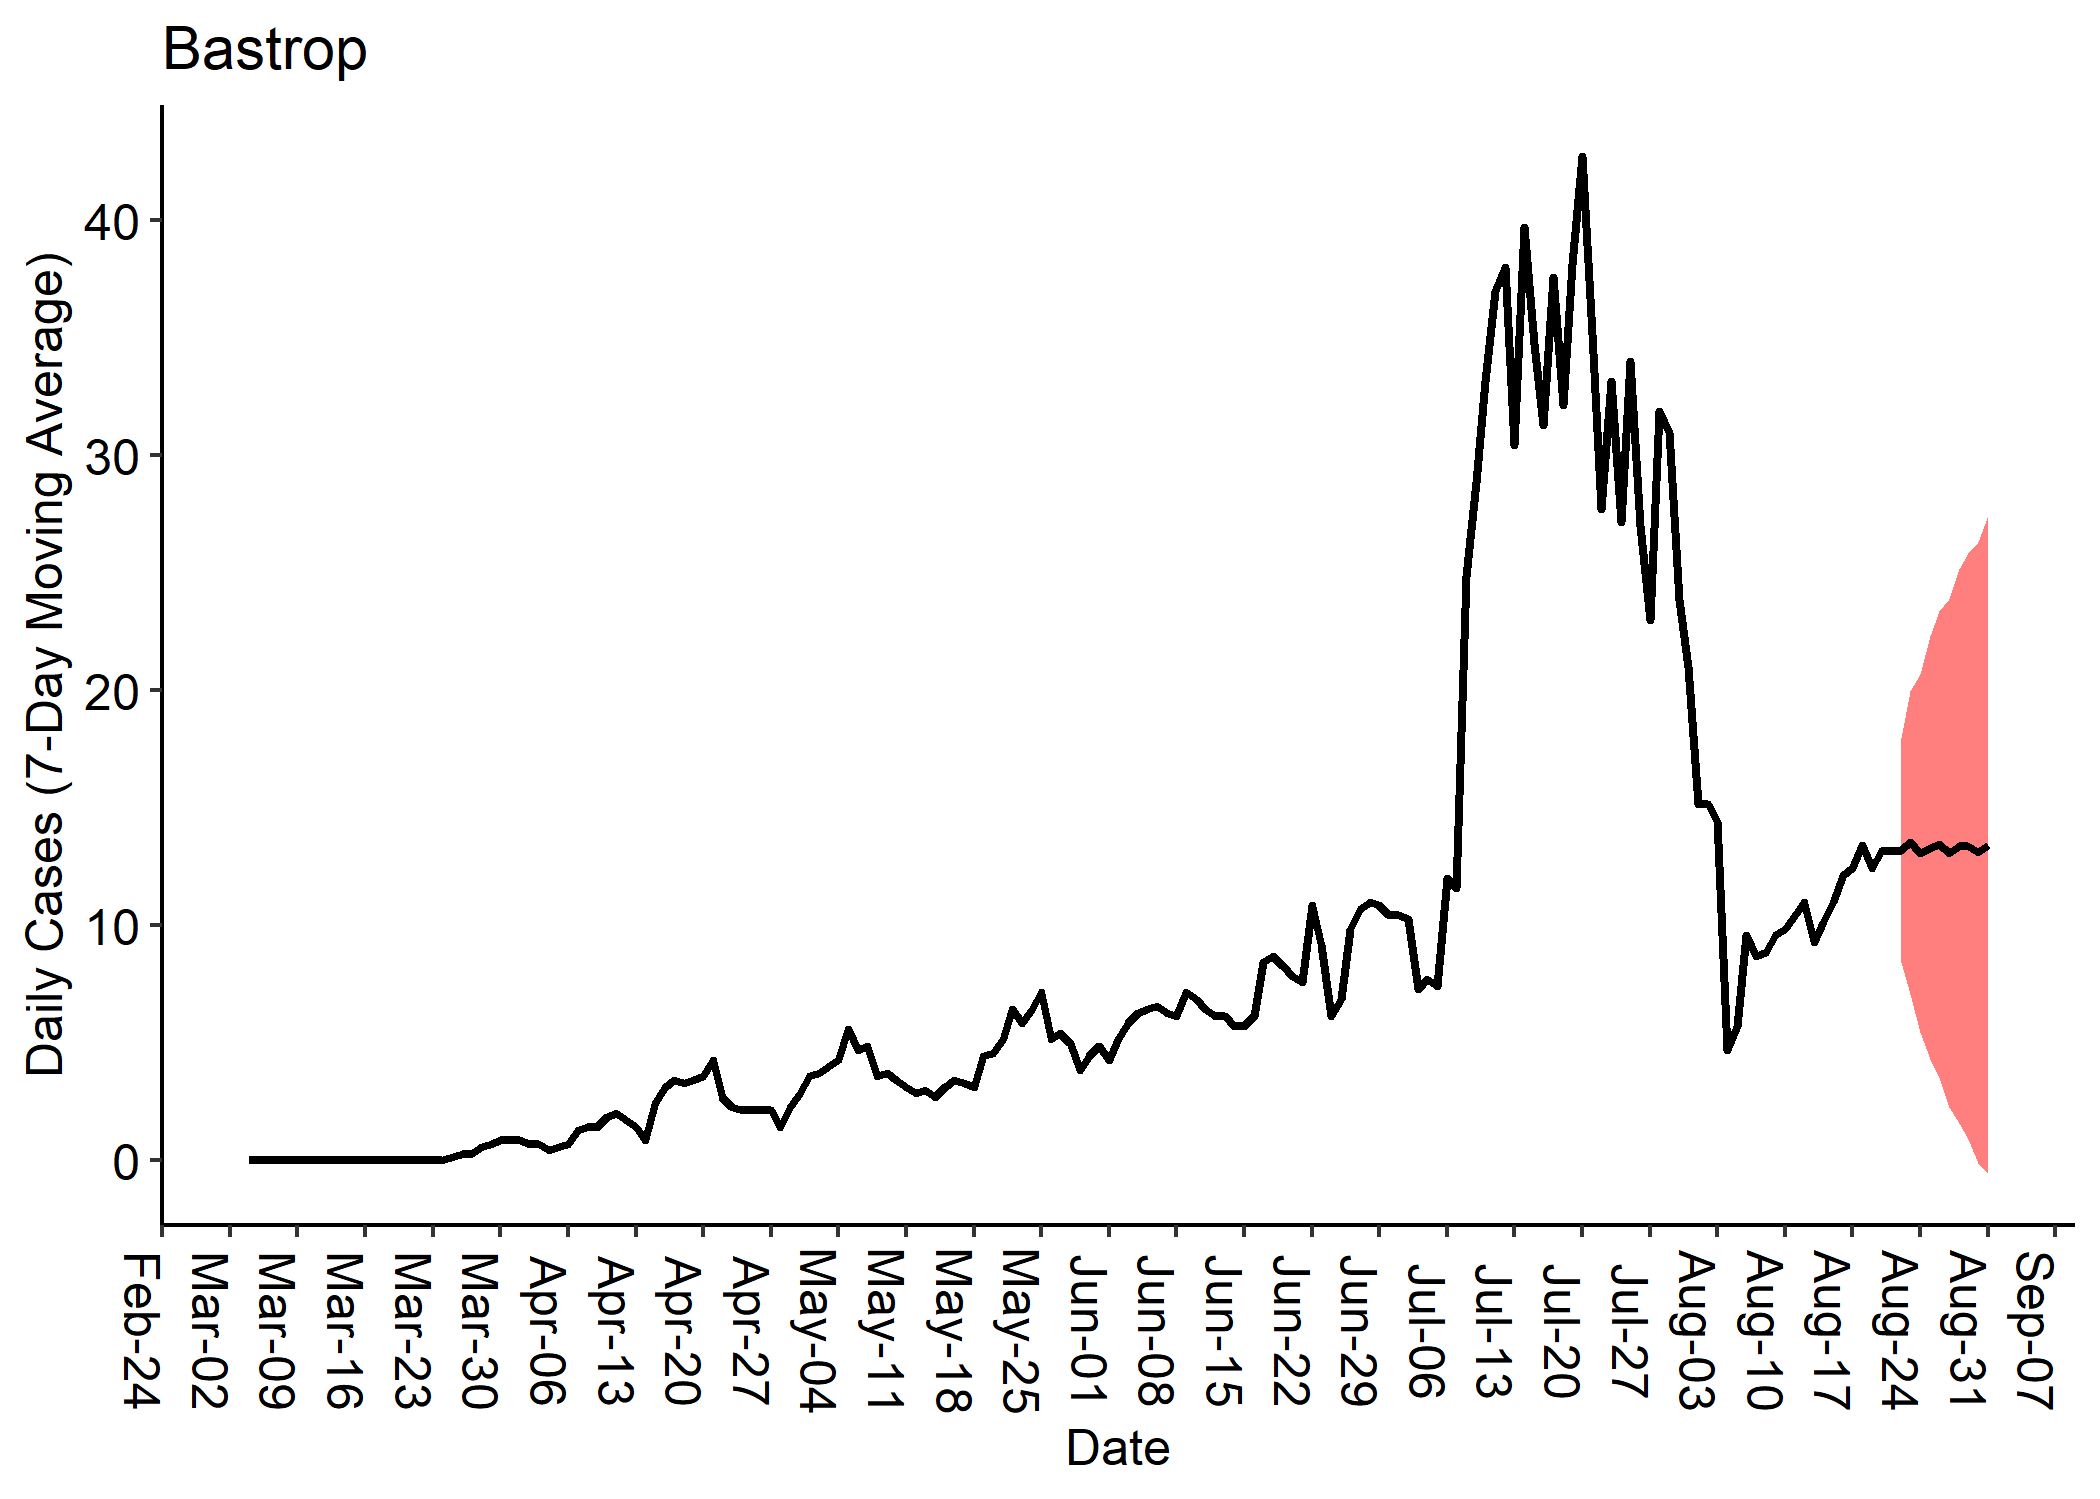 Bastrop
Daily Cases (7-Day Moving Average)
40
30
20
10
0
Feb-24
Mar-02
Mar-09
Mar-16
Mar-23
Mar-30
Apr-06
Apr-13
Apr-20
Apr-27
May-04
May-11
May-18
May-25
Jun-01
Jun-08
Jun-15
Jun-22
Jun-29
Jul-06
Jul-13
Jul-20
Jul-27
Aug-03
Aug-10
Aug-17
Aug-24
Aug-31
Sep-07
Date